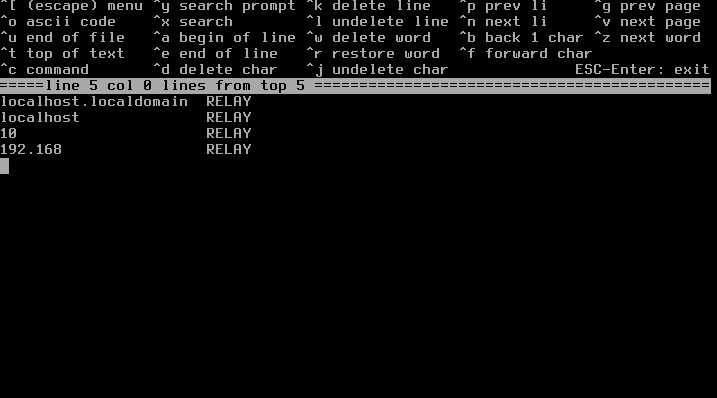 ^[ (escape) menu ^y search prompt ^k delete line ^p prev li ^g prev page
^o ascii code ^x search ^l undelete line ^n next li ^v next page
^u end of file ^a begin of line ^w delete word ^b back 1 char ^z next word
^t top of text ^e end of line ^r restore word ^f forward char
^c command ^d delete char ^j undelete char ESC-Enter: exit
=====line 5 col 0 lines from top 5 ============================================
localhost.localdomain RELAY
localhost RELAY
10 RELAY
192.168 RELAY